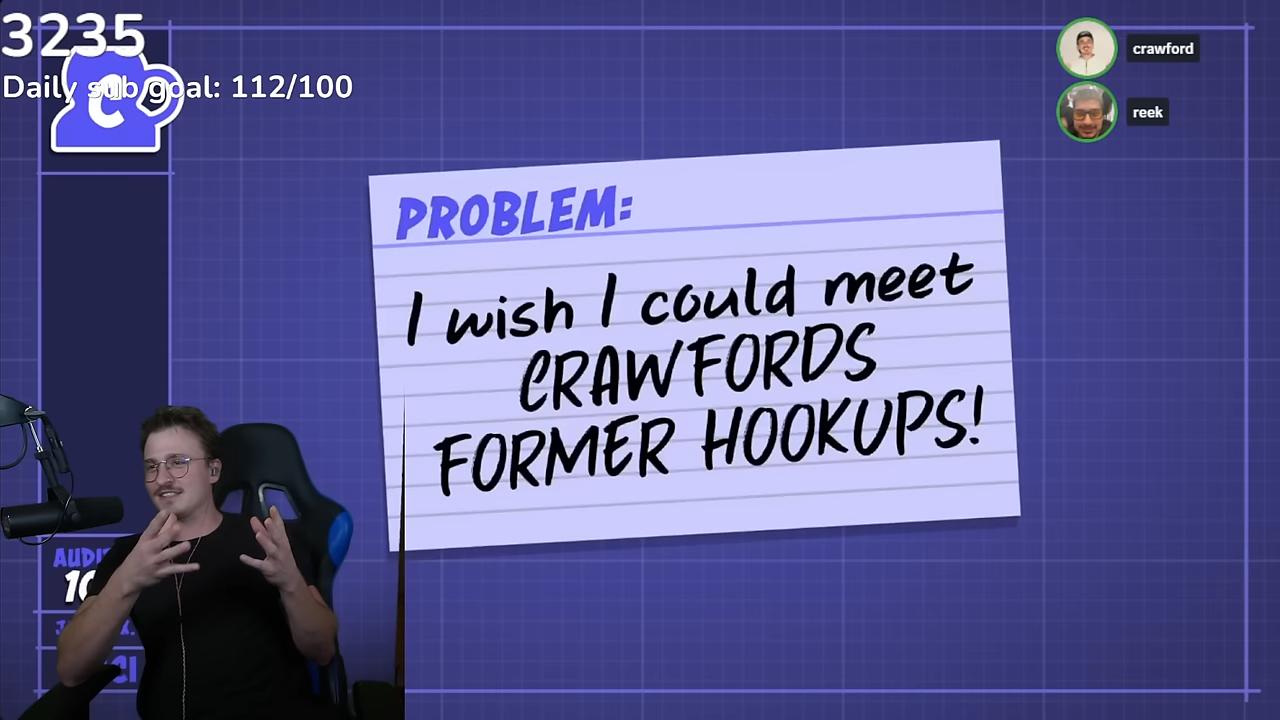 3235
Daily sub goal: 112/100
C
crawford
reek
PROBLEM:
I wish I could meet
CRAWFORDS
FORMER HOOKUPS!